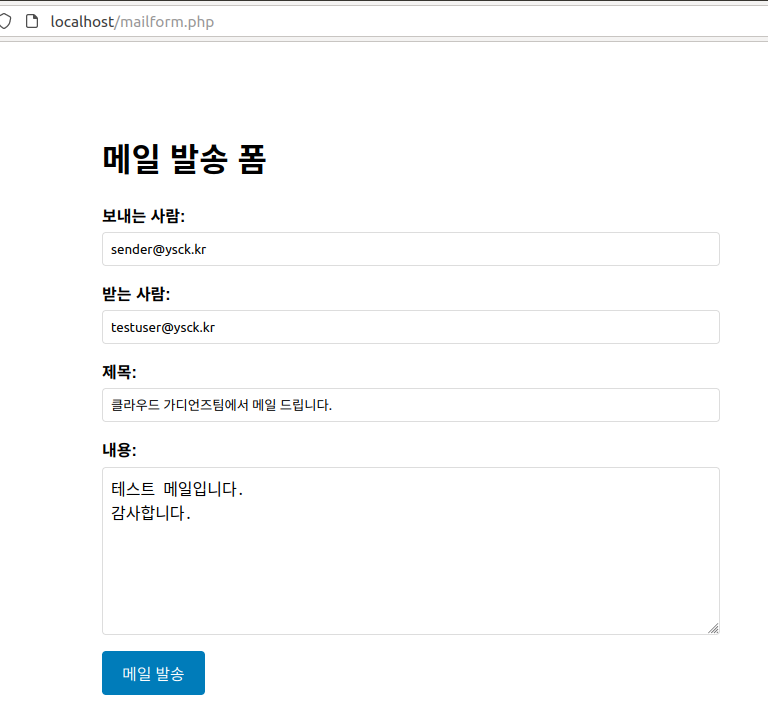 localhost/mailform.php
메일 발송 폼
보내는 사람:
sender@ysck.kr
받는 사람:
testuser@ysck.kr
제목:
클라우드 가디언즈팀에서 메일 드립니다.
내용:
테스트 메일입니다.
감사합니다.
메일 발송